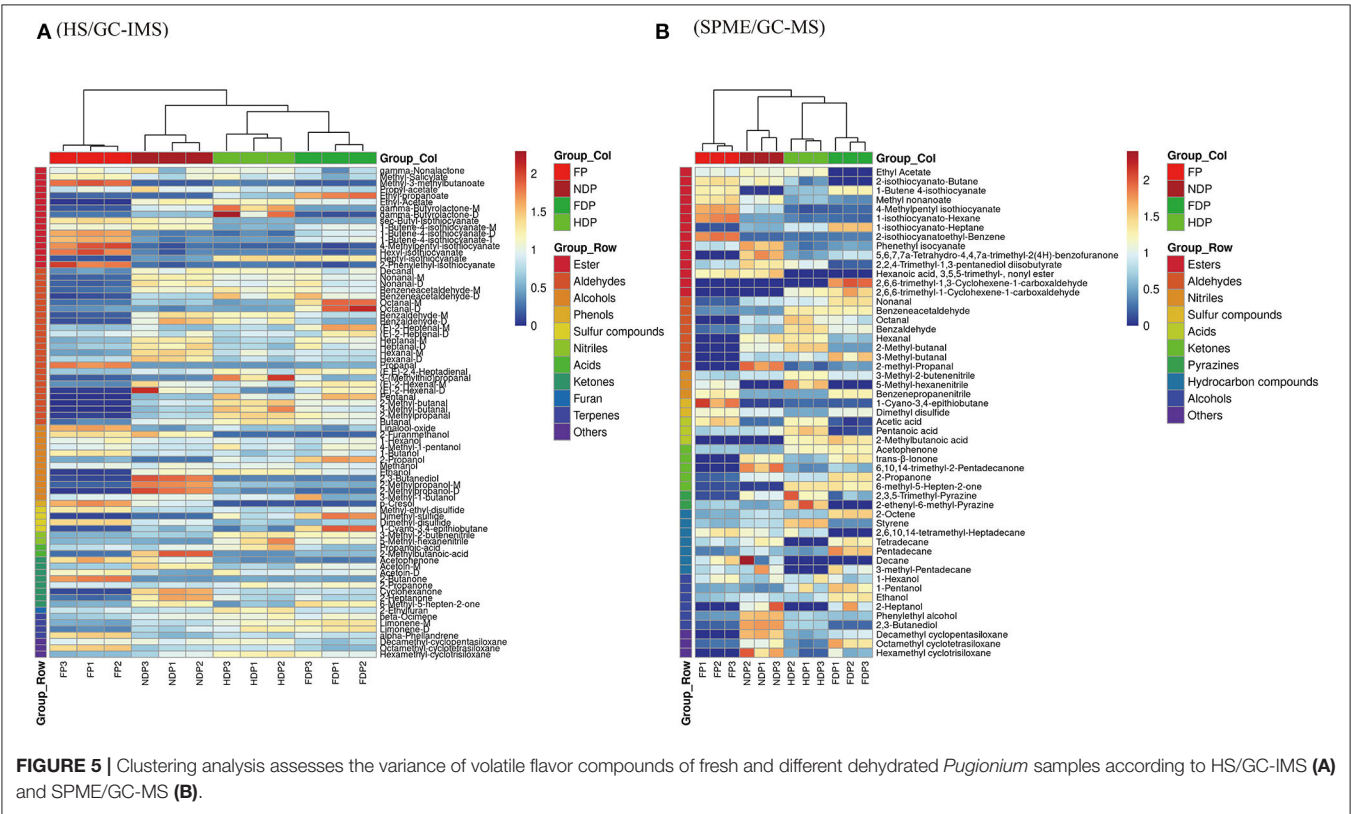 A (HS/GC-IMS)
Group_Col
gamma-Nonalactone
Methyl-Salicylate
Methyl-3-methylbutanoate
Propyl-acetate
Ethyl-propanoate
Ethyl-Acetate
gamma-Butyrolactone-M
gamma-Butyrolactone-D
sec-Butyl-isothiocyanate
1-Butene-4-isothiocyanate-M
1-Butene-4-isothiocyanate-D
1-Butene-4-isothiocyanate-T
4-Methylpentyl-isothiocyanate
Hexyl-isothiocyanate
Heptyl-isothiocyanate
2-Phenylethyl-isothiocyanate
Decanal
Nonanal-M
Nonanal-D
Benzeneacetaldehyde-M
Benzeneacetaldehyde-D
Octanal-M
Octanal-D
Benzaldehyde-M
Benzaldehyde-D
(E)-2-Heptenal-M
(E)-2-Heptenal-D
Heptanal-M
Heptanal-D
Hexanal-M
Hexanal-D
Propanal
(E,E)-2,4-Heptadienal
3-(Methylthio)propanal
(E)-2-Hexenal-M
(E)-2-Hexenal-D
Pentanal
2-Methyl-butanal
3-Methyl-butanal
2-Methylpropanal
Butanal
Linalool-oxide
2-Furanmethanol
1-Hexanol
4-Methyl-1-pentanol
1-Butanol
2-Propanol
Methanol
Ethanol
2,3-Butanediol
2-Methylpropanol-M
2-Methylpropanol-D
3-Methyl-1-butanol
p-Cresol
Methyl-ethyl-disulfide
Dimethyl-sulfide
Dimethyl-disulfide
1-Cyano-3,4-epithiobutane
3-Methyl-2-butenenitrile
5-Methyl-hexanenitrile
Propanoic-acid
2-Methylbutanoic-acid
Acetophenone
Acetoin-M
Acetoin-D
2-Butanone
2-Propanone
Cyclohexanone
2-Heptanone
6-Methyl-5-hepten-2-one
2-Ethylfuran
beta-Ocimene
Limonene-M
Limonene-D
alpha-Phellandrene
Decamethyl-cyclopentasiloxane
Octamethyl-cyclotetrasiloxane
Hexamethyl-cyclotrisiloxane
Group_Row
FP3
FP1
FP2
NDP3
NDP1
NDP2
HDP3
HDP1
HDP2
FDP3
FDP1
FDP2
2
1.5
1
0.5
0
Group_Col
FP
NDP
FDP
HDP
Group_Row
Ester
Aldehydes
Alcohols
Phenols
Sulfur compounds
Nitriles
Acids
Ketones
Furan
Terpenes
Others
B (SPME/GC-MS)
Group_Col
Ethyl Acetate
2-isothiocyanato-Butane
1-Butene 4-isothiocyanate
Methyl nonanoate
4-Methylpentyl isothiocyanate
1-isothiocyanato-Hexane
1-isothiocyanato-Heptane
2-isothiocyanatoethyl-Benzene
Phenethyl isocyanate
5,6,7,7a-Tetrahydro-4,4,7a-trimethyl-2(4H)-benzofuranone
2,2,4-Trimethyl-1,3-pentanediol diisobutyrate
Hexanoic acid, 3,5,5-trimethyl-, nonyl ester
2,6,6-trimethyl-1,3-Cyclohexene-1-carboxaldehyde
2,6,6-trimethyl-1-Cyclohexene-1-carboxaldehyde
Nonanal
Benzeneacetaldehyde
Octanal
Benzaldehyde
Hexanal
2-Methyl-butanal
3-Methyl-butanal
2-methyl-Propanal
3-Methyl-2-butenenitrile
5-Methyl-hexanenitrile
Benzenepropanenitrile
1-Cyano-3,4-epithiobutane
Dimethyl disulfide
Acetic acid
Pentanoic acid
2-Methylbutanoic acid
Acetophenone
trans-β-Ionone
6,10,14-trimethyl-2-Pentadecanone
2-Propanone
6-methyl-5-Hepten-2-one
2,3,5-Trimethyl-Pyrazine
2-ethenyl-6-methyl-Pyrazine
2-Octene
Styrene
2,6,10,14-tetramethyl-Heptadecane
Tetradecane
Pentadecane
Decane
3-methyl-Pentadecane
1-Hexanol
1-Pentanol
Ethanol
2-Heptanol
Phenylethyl alcohol
2,3-Butanediol
Decamethyl cyclopentasiloxane
Octamethyl cyclotetrasiloxane
Hexamethyl cyclotrisiloxane
Group_Row
FP1
FP2
FP3
NDP2
NDP1
NDP3
HDP2
HDP1
HDP3
FDP1
FDP2
FDP3
2
1.5
1
0.5
0
Group_Col
FP
NDP
FDP
HDP
Group_Row
Esters
Aldehydes
Nitriles
Sulfur compounds
Acids
Ketones
Pyrazines
Hydrocarbon compounds
Alcohols
Others
FIGURE 5 | Clustering analysis assesses the variance of volatile flavor compounds of fresh and different dehydrated Pugionium samples according to HS/GC-IMS (A)
and SPME/GC-MS (B).